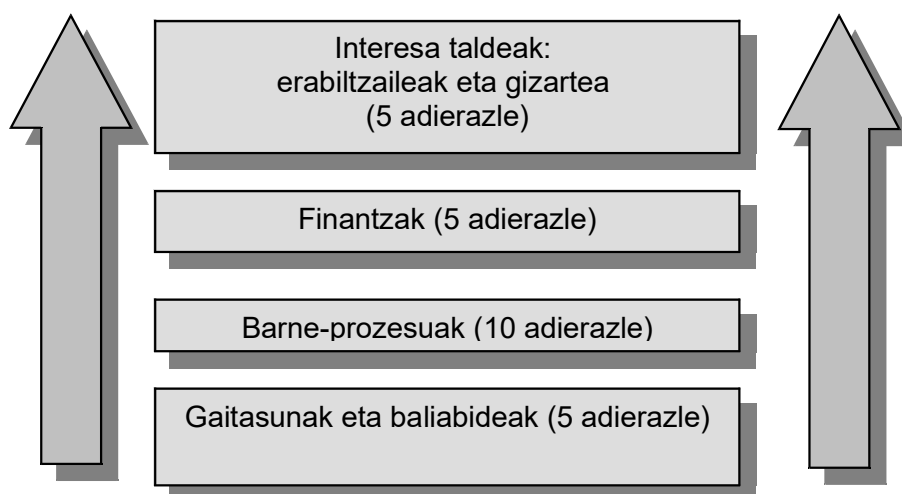 Interesa taldeak:
erabiltzaileak eta gizartea
(5 adierazle)
Finantzak (5 adierazle)
Barne-prozesuak (10 adierazle)
Gaitasunak eta baliabideak (5 adierazle)